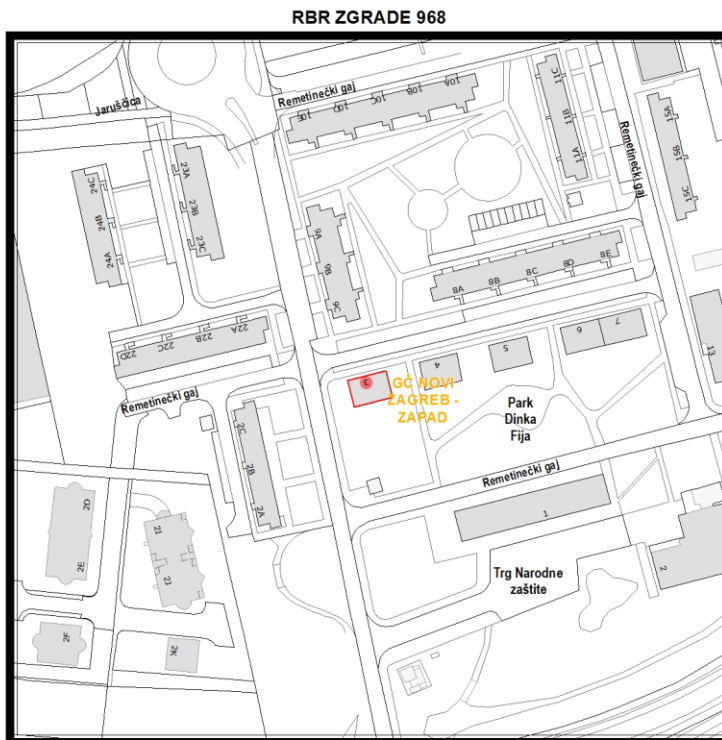 RBR ZGRADE 968
Jaruščica
Remetinečki gaj
10E
10D
10C
10B
10A
11C
11B
11A
Remetinečki gaj
15A
15B
15C
24C
24B
24A
23A
23B
23C
9A
9B
9C
8A
8B
8C
8D
8E
22D
22C
22B
22A
Remetinečki gaj
3
4
5
6
7
13
GČ NOVI
ZAGREB -
ZAPAD
Park
Dinka
Fija
2C
2B
2A
Remetinečki gaj
1
Trg Narodne
zaštite
2
2D
2E
2I
2J
2F
2K